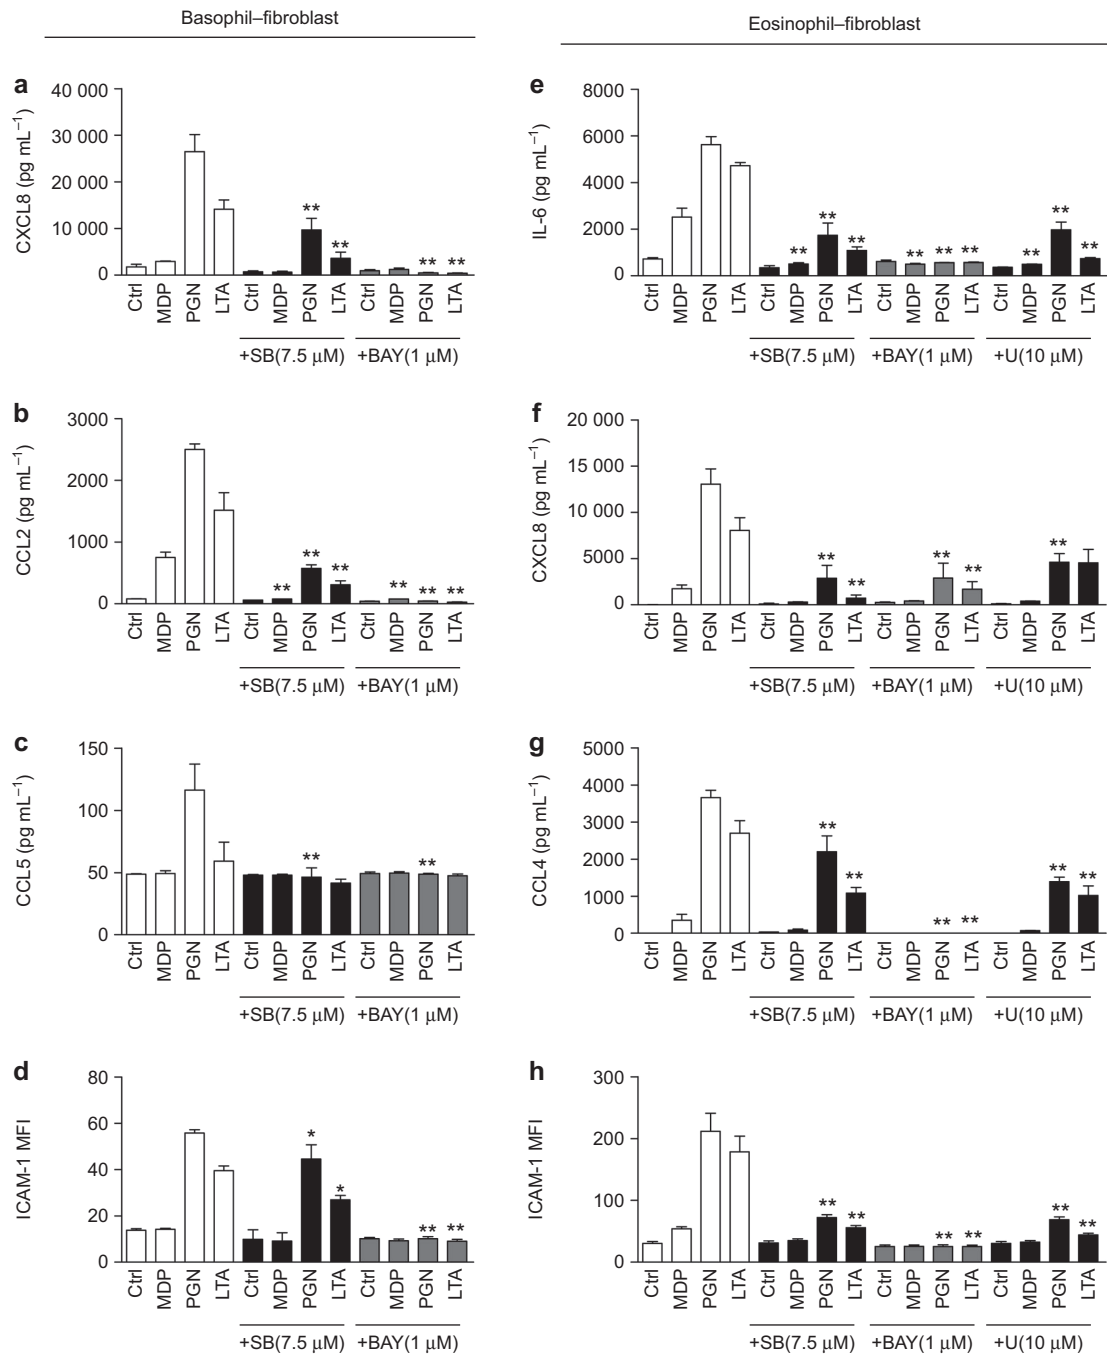 Basophil–fibroblast
Eosinophil–fibroblast
a
CXCL8 (pg mL−1)
40 000
30 000
20 000
10 000
0
** ** ** **
Ctrl MDP PGN LTA Ctrl MDP PGN LTA Ctrl MDP PGN LTA
+SB(7.5 μM) +BAY(1 μM)
b
CCL2 (pg mL−1)
3000
2000
1000
0
** ** ** ** ** **
Ctrl MDP PGN LTA Ctrl MDP PGN LTA Ctrl MDP PGN LTA
+SB(7.5 μM) +BAY(1 μM)
c
CCL5 (pg mL−1)
150
100
50
0
** **
Ctrl MDP PGN LTA Ctrl MDP PGN LTA Ctrl MDP PGN LTA
+SB(7.5 μM) +BAY(1 μM)
d
ICAM-1 MFI
80
60
40
20
0
* * ** **
Ctrl MDP PGN LTA Ctrl MDP PGN LTA Ctrl MDP PGN LTA
+SB(7.5 μM) +BAY(1 μM)
e
IL-6 (pg mL−1)
8000
6000
4000
2000
0
** ** ** ** ** ** ** ** **
Ctrl MDP PGN LTA Ctrl MDP PGN LTA Ctrl MDP PGN LTA Ctrl MDP PGN LTA
+SB(7.5 μM) +BAY(1 μM) +U(10 μM)
f
CXCL8 (pg mL−1)
20 000
15 000
10 000
5000
0
** ** ** ** **
Ctrl MDP PGN LTA Ctrl MDP PGN LTA Ctrl MDP PGN LTA Ctrl MDP PGN LTA
+SB(7.5 μM) +BAY(1 μM) +U(10 μM)
g
CCL4 (pg mL−1)
5000
4000
3000
2000
1000
0
** ** ** ** ** **
Ctrl MDP PGN LTA Ctrl MDP PGN LTA Ctrl MDP PGN LTA Ctrl MDP PGN LTA
+SB(7.5 μM) +BAY(1 μM) +U(10 μM)
h
ICAM-1 MFI
300
200
100
0
** ** ** ** ** **
Ctrl MDP PGN LTA Ctrl MDP PGN LTA Ctrl MDP PGN LTA Ctrl MDP PGN LTA
+SB(7.5 μM) +BAY(1 μM) +U(10 μM)